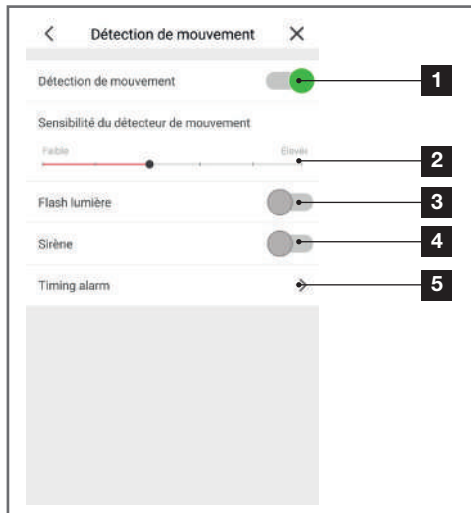 Détection de mouvement
Détection de mouvement
1
Sensibilité du détecteur de mouvement
Faible Elevée
2
Flash lumière
3
Sirène
4
Timing alarm
5